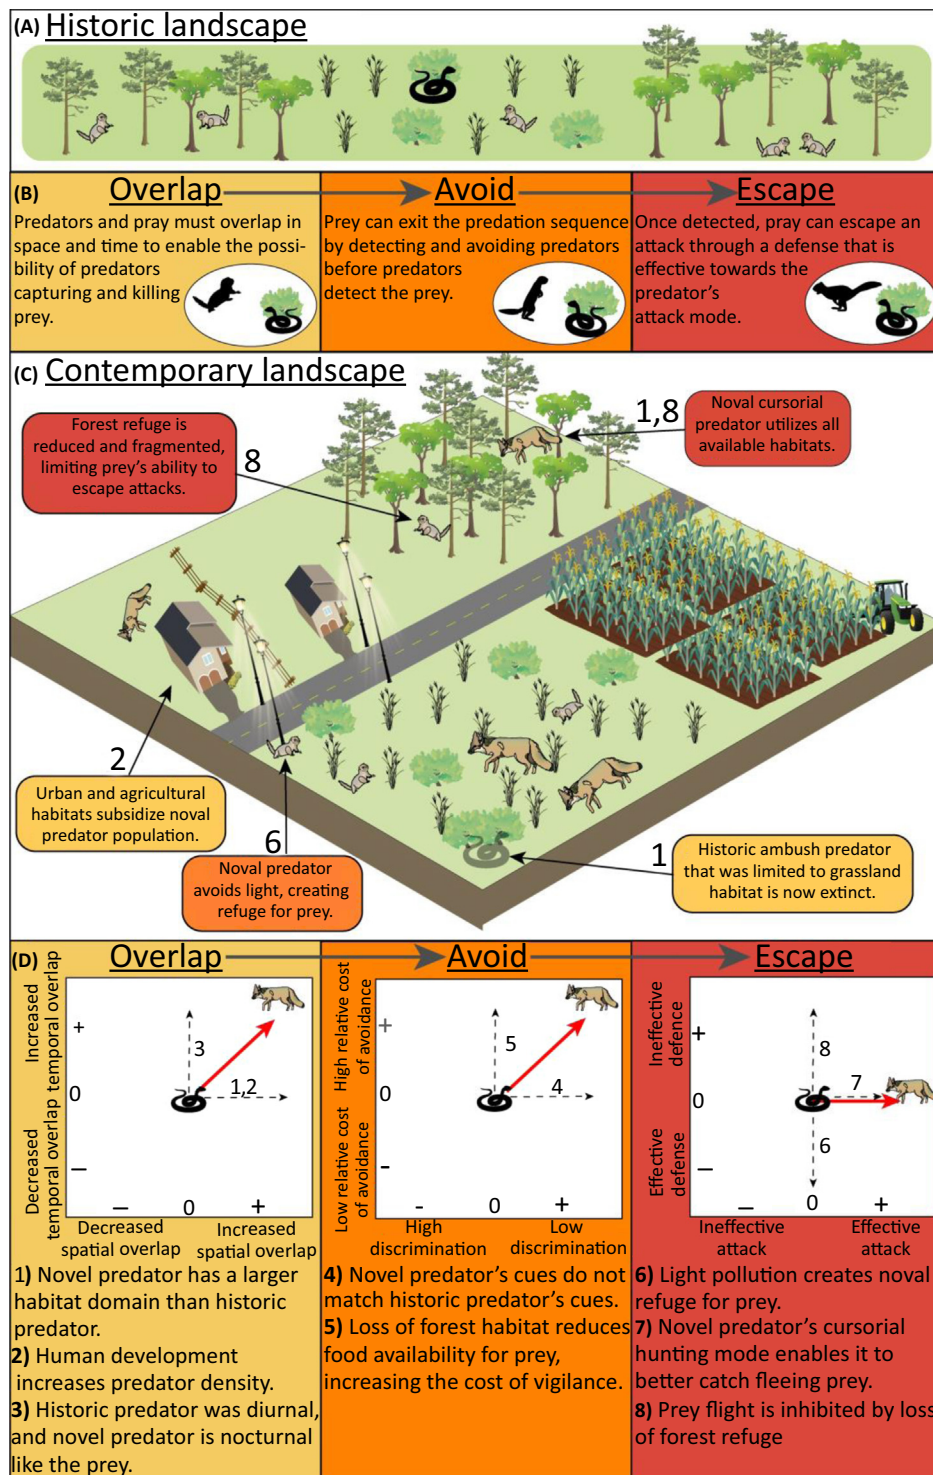 (A) Historic landscape
(B) Overlap
Avoid
Escape
Predators and pray must overlap in
space and time to enable the possi-
bility of predators
capturing and killing
prey.
Prey can exit the predation sequence
by detecting and avoiding predators
before predators
detect the prey.
Once detected, pray can escape an
attack through a defense that is
effective towards the
predator's
attack mode.
(C) Contemporary landscape
Forest refuge is
reduced and fragmented,
limiting prey's ability to
escape attacks.
8
1,8
Noval cursorial
predator utilizes all
available habitats.
2
Urban and agricultural
habitats subsidize noval
predator population.
6
Noval predator
avoids light, creating
refuge for prey.
1
Historic ambush predator
that was limited to grassland
habitat is now extinct.
(D) Overlap
Avoid
Escape
Increased
temporal overlap
Decreased
temporal overlap
+
0
−
3
1,2
− 0 +
Decreased
spatial overlap
Increased
spatial overlap
1) Novel predator has a larger
habitat domain than historic
predator.
2) Human development
increases predator density.
3) Historic predator was diurnal,
and novel predator is nocturnal
like the prey.
High relative cost
of avoidance
Low relative cost
of avoidance
+
0
-
5
4
- 0 +
High
discrimination
Low
discrimination
4) Novel predator's cues do not
match historic predator's cues.
5) Loss of forest habitat reduces
food availability for prey,
increasing the cost of vigilance.
Ineffective
defence
Effective
defense
+
0
−
8
7
6
− 0 +
Ineffective
attack
Effective
attack
6) Light pollution creates noval
refuge for prey.
7) Novel predator's cursorial
hunting mode enables it to
better catch fleeing prey.
8) Prey flight is inhibited by loss
of forest refuge